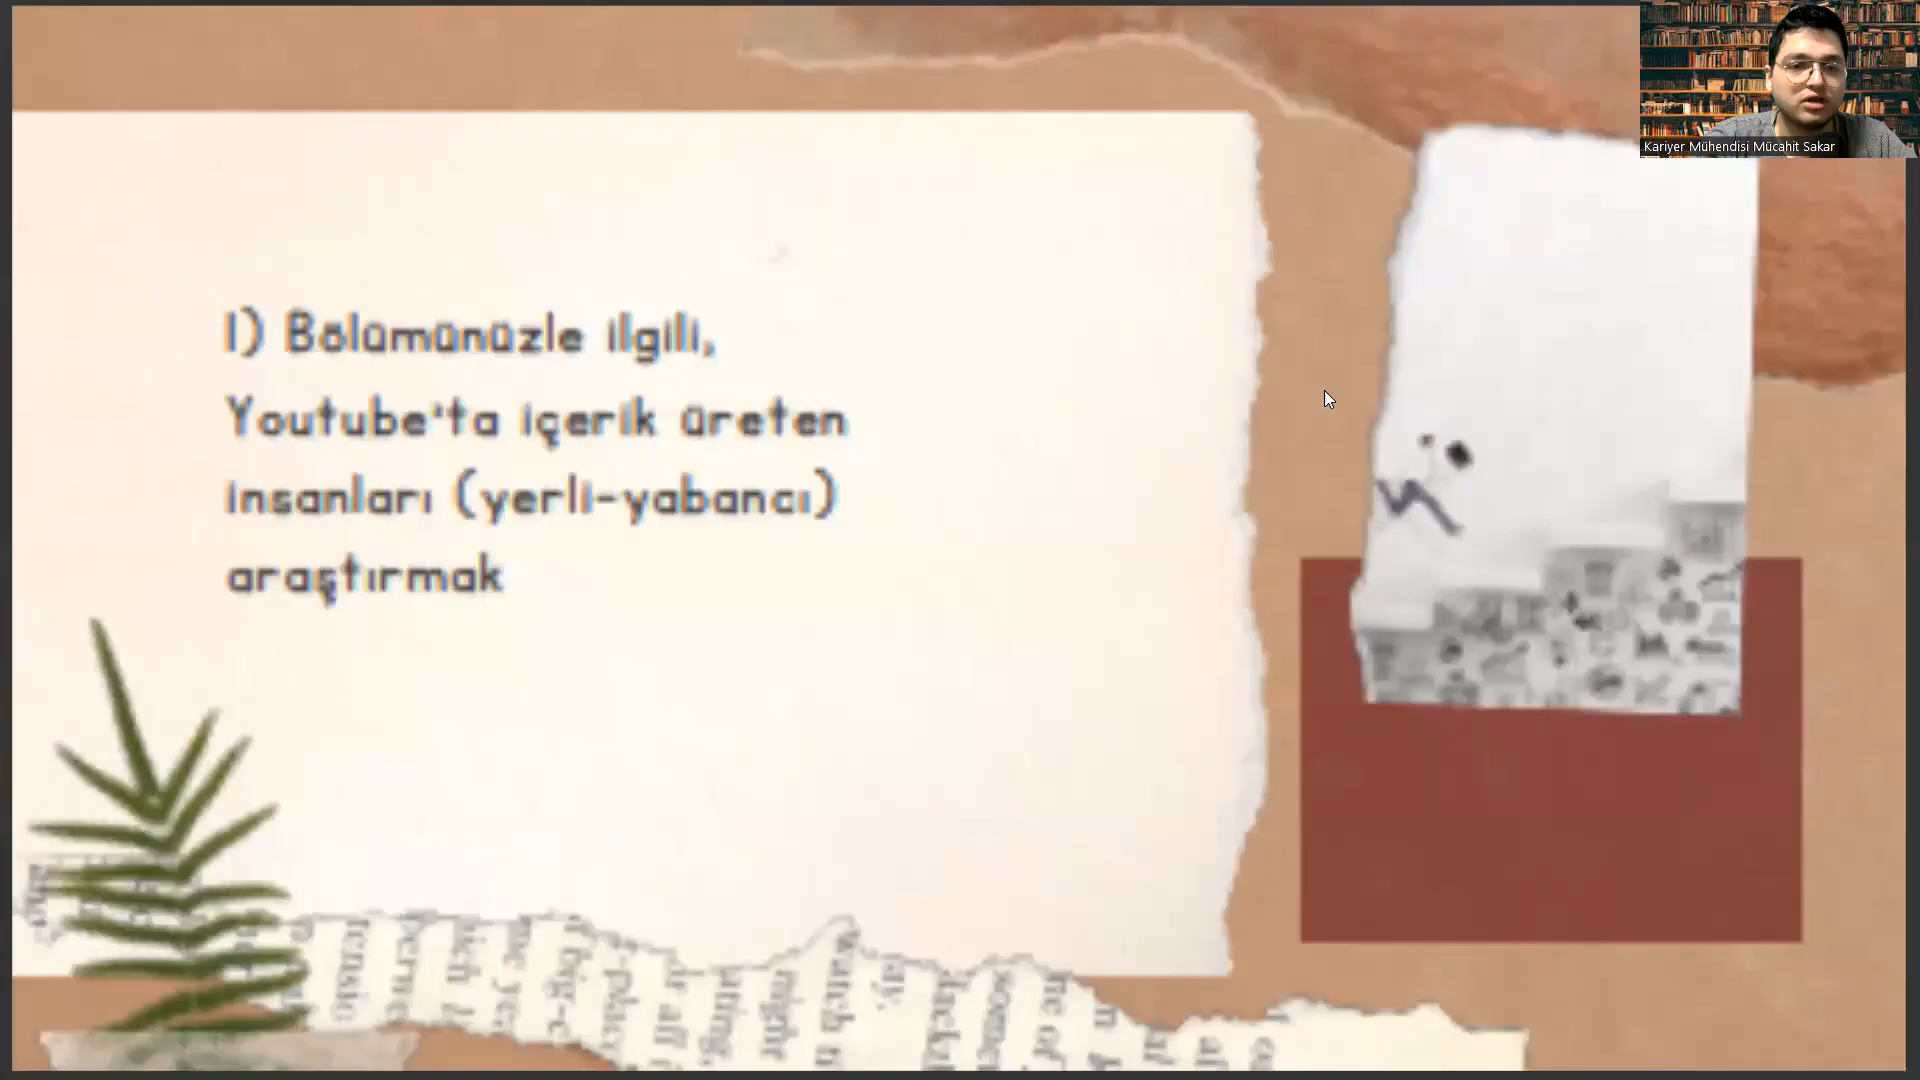 Kariyer Mühendisi Mücahit Sakar
1) Bölümünüzle ilgili,
Youtube'ta içerik üreten
insanları (yerli-yabancı)
araştırmak